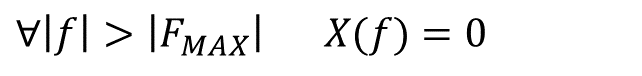 ∀|f| > |F_MAX|   X(f) = 0